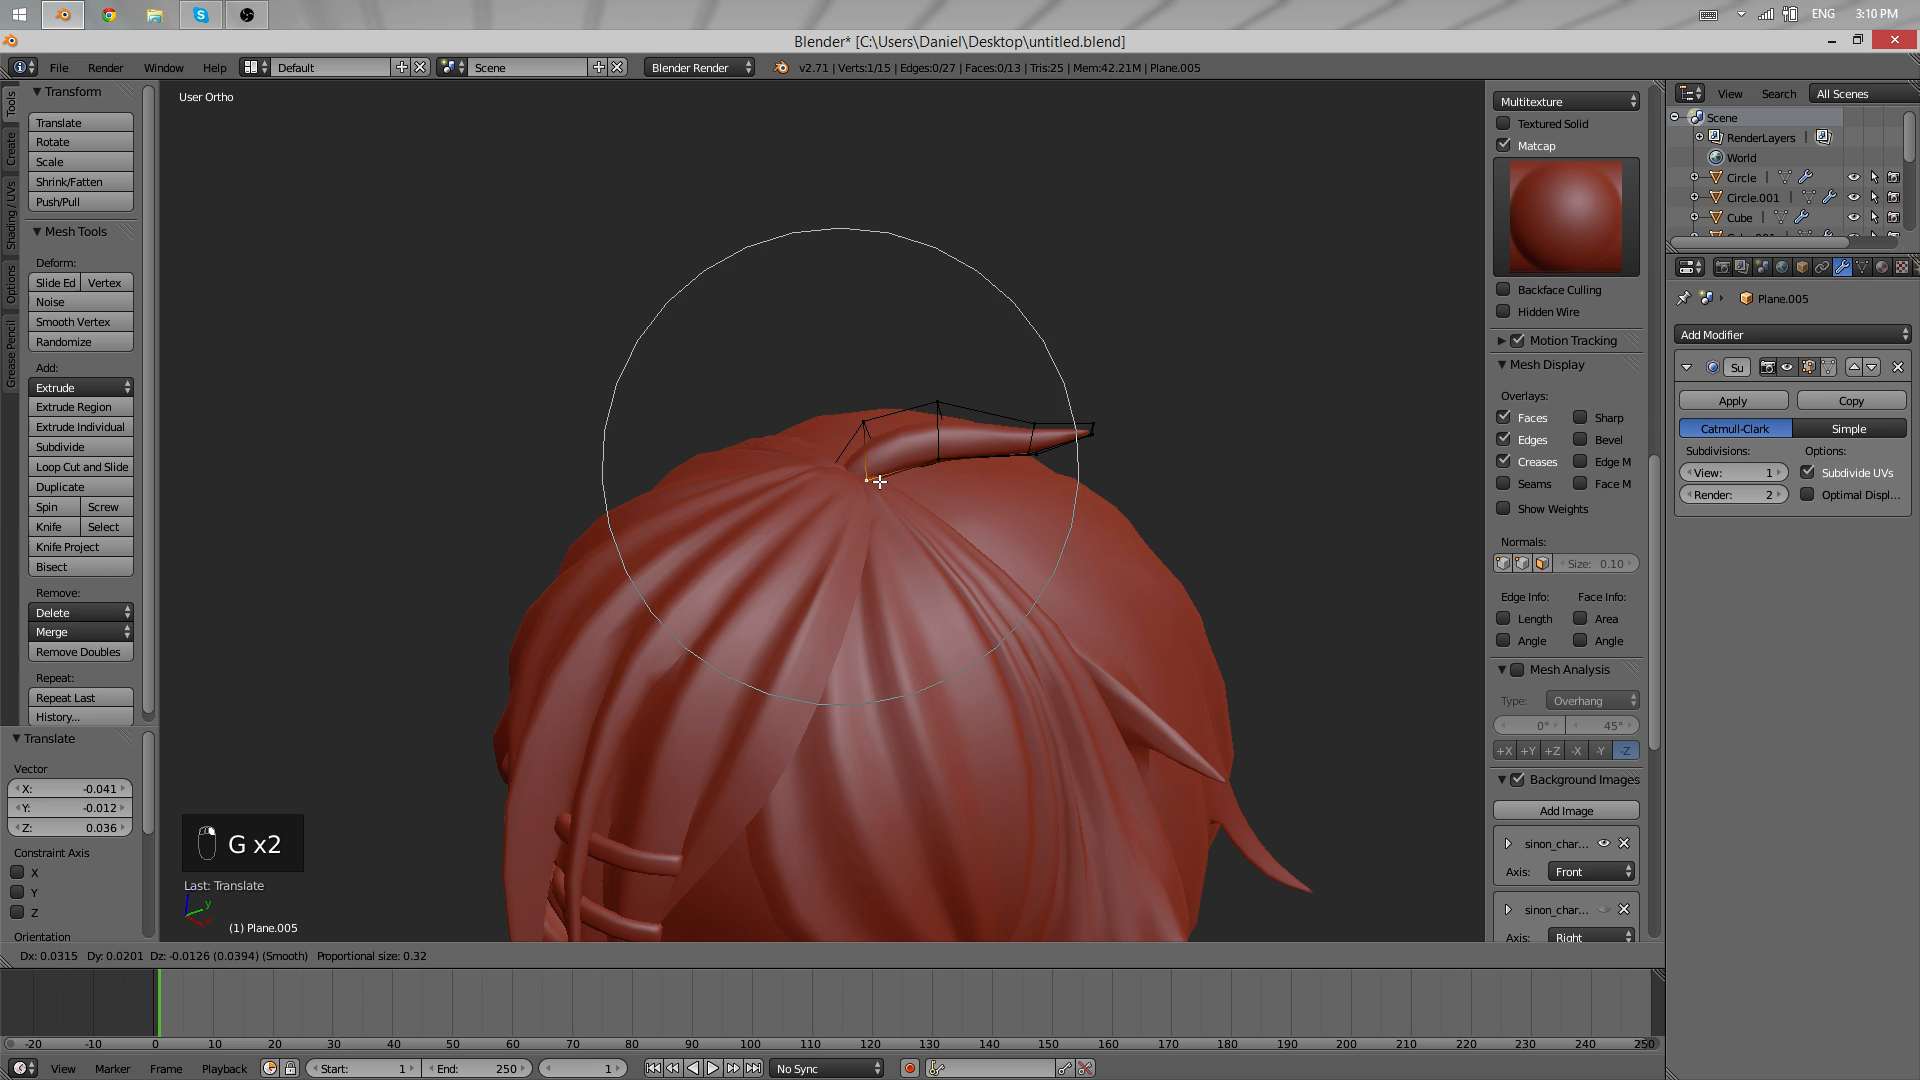 ENG
3:10 PM
Blender* [C:\Users\Daniel\Desktop\untitled.blend]
File Render Window Help Default Scene Blender Render v2.71 | Verts:1/15 | Edges:0/27 | Faces:0/13 | Tris:25 | Mem:42.21M | Plane.005
Tools
Create
Shading / UVs
Options
Grease Pencil
Transform
Translate
Rotate
Scale
Shrink/Fatten
Push/Pull
Mesh Tools
Deform:
Slide Ed Vertex
Noise
Smooth Vertex
Randomize
Add:
Extrude
Extrude Region
Extrude Individual
Subdivide
Loop Cut and Slide
Duplicate
Spin Screw
Knife Select
Knife Project
Bisect
Remove:
Delete
Merge
Remove Doubles
Repeat:
Repeat Last
History...
Translate
Vector
X: -0.041
Y: -0.012
Z: 0.036
Constraint Axis
X
Y
Z
Orientation
User Ortho
G x2
Last: Translate
y
(1) Plane.005
Dx: 0.0315 Dy: 0.0201 Dz: -0.0126 (0.0394) (Smooth) Proportional size: 0.32
Multitexture
Textured Solid
Matcap
Backface Culling
Hidden Wire
Motion Tracking
Mesh Display
Overlays:
Faces Sharp
Edges Bevel
Creases Edge M
Seams Face M
Show Weights
Normals:
Size: 0.10
Edge Info: Face Info:
Length Area
Angle Angle
Mesh Analysis
Type: Overhang
0° 45°
+X +Y +Z -X -Y -Z
Background Images
Add Image
sinon_char...
Axis: Front
sinon_char...
Axis: Right
View Search All Scenes
Scene
RenderLayers |
World
Circle |
Circle.001 |
Cube |
Plane.005
Add Modifier
Su
Apply Copy
Catmull-Clark Simple
Subdivisions: Options:
View: 1 Subdivide UVs
Render: 2 Optimal Displ...
-20 -10 0 10 20 30 40 50 60 70 80 90 100 110 120 130 140 150 160 170 180 190 200 210 220 230 240 250
View Marker Frame Playback Start: 1 End: 250 1 No Sync